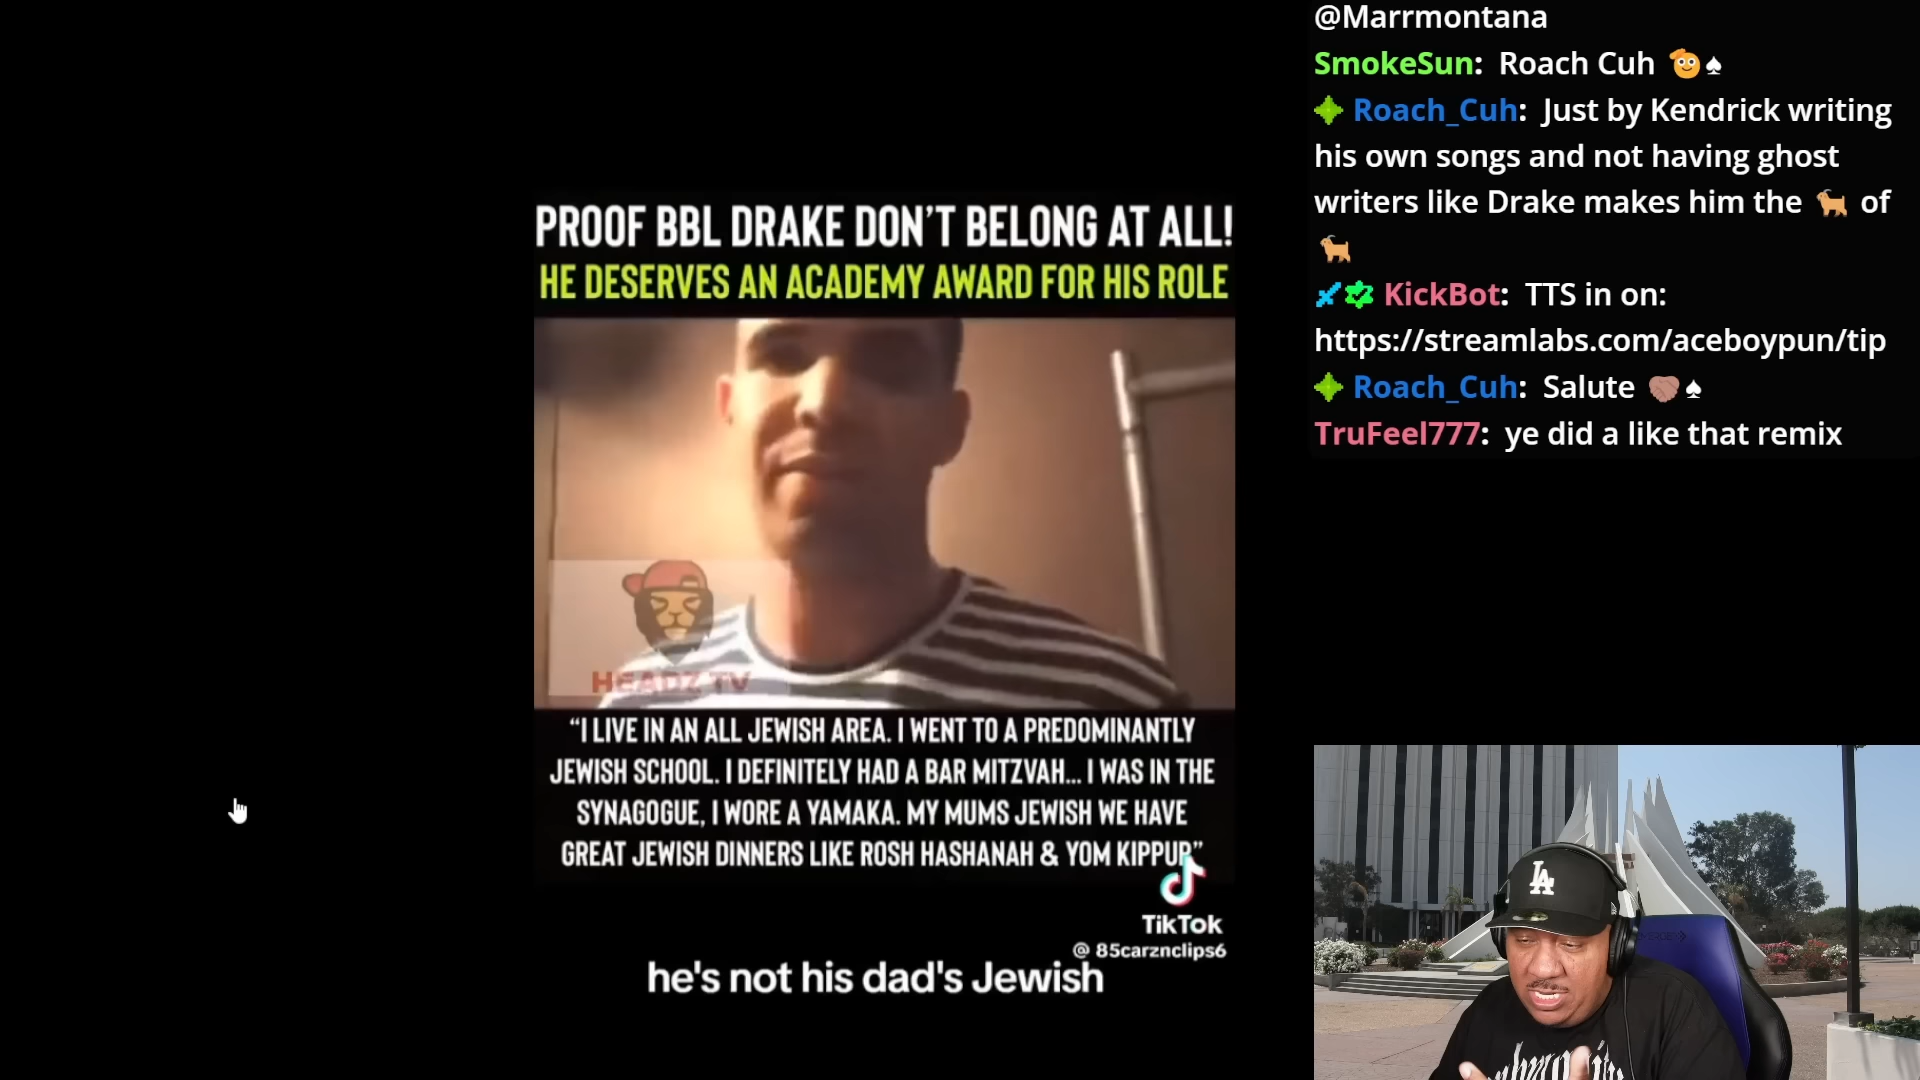 PROOF BBL DRAKE DON'T BELONG AT ALL!
HE DESERVES AN ACADEMY AWARD FOR HIS ROLE
HEADZ TV
“I LIVE IN AN ALL JEWISH AREA. I WENT TO A PREDOMINANTLY
JEWISH SCHOOL. I DEFINITELY HAD A BAR MITZVAH... I WAS IN THE
SYNAGOGUE, I WORE A YAMAKA. MY MUMS JEWISH WE HAVE
GREAT JEWISH DINNERS LIKE ROSH HASHANAH & YOM KIPPUR”
TikTok
@ 85carznclips6
he's not his dad's Jewish
@Marrmontana
SmokeSun: Roach Cuh 🫡♠
Roach_Cuh: Just by Kendrick writing
his own songs and not having ghost
writers like Drake makes him the 🐐 of
🐐
KickBot: TTS in on:
https://streamlabs.com/aceboypun/tip
Roach_Cuh: Salute 🤝🏽♠
TruFeel777: ye did a like that remix
LA